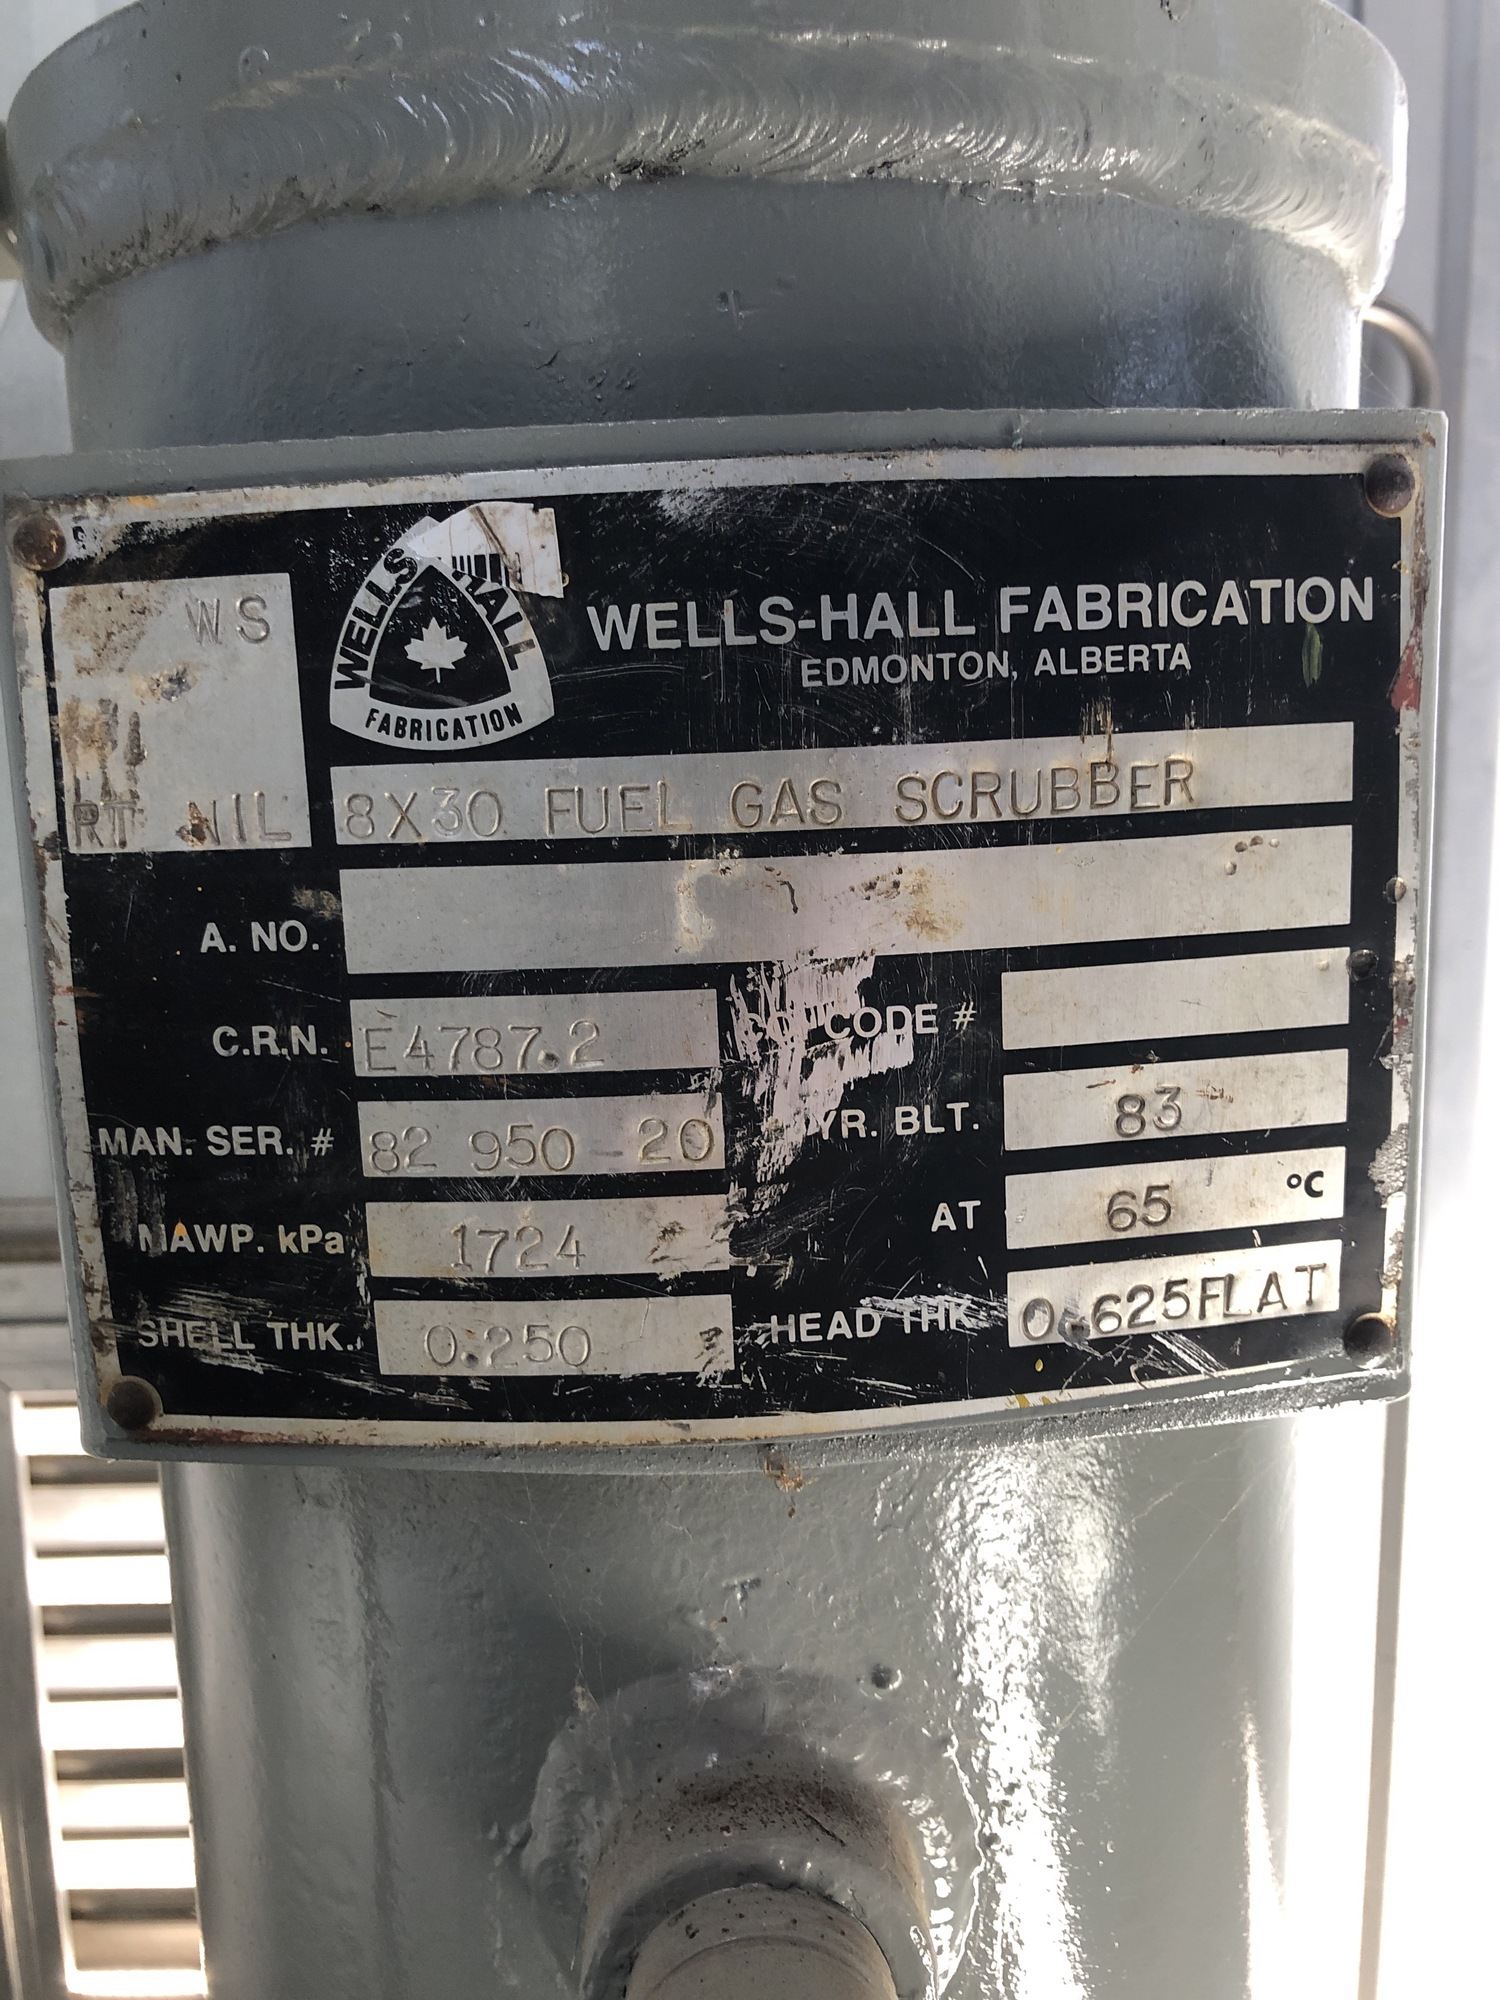 WS
RT NIL
WELLS HALL
FABRICATION
WELLS-HALL FABRICATION
EDMONTON, ALBERTA
8X30 FUEL GAS SCRUBBER
A. NO.
C.R.N. E4787.2
CODE #
MAN. SER. # 82 950 - 20
YR. BLT. 83
MAWP. kPa 1724
AT 65 °C
SHELL THK. 0.250
HEAD THK. 0.625FLAT